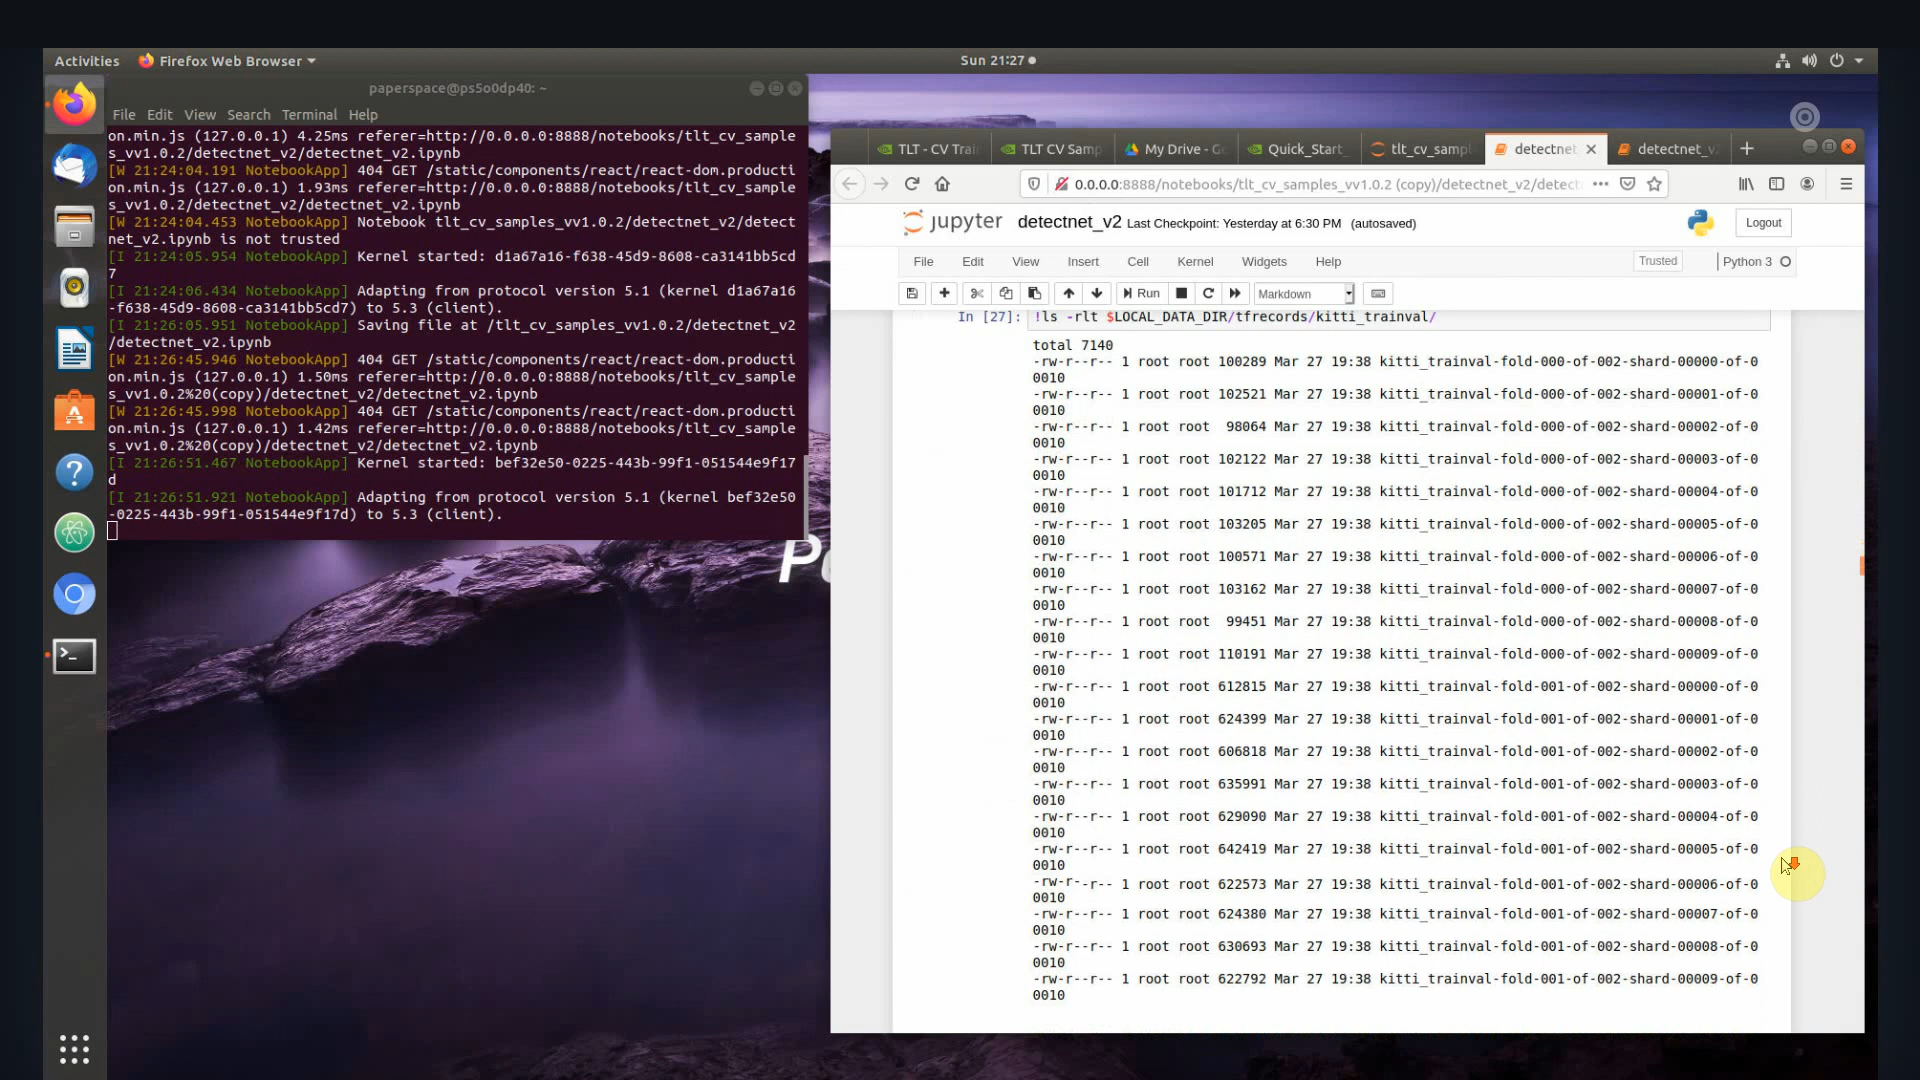 Activities
Firefox Web Browser
Sun 21:27
paperspace@ps5o0dp40: ~
File Edit View Search Terminal Help
on.min.js (127.0.0.1) 4.25ms referer=http://0.0.0.0:8888/notebooks/tlt_cv_sample
s_vv1.0.2/detectnet_v2/detectnet_v2.ipynb
[W 21:24:04.191 NotebookApp] 404 GET /static/components/react/react-dom.producti
on.min.js (127.0.0.1) 1.93ms referer=http://0.0.0.0:8888/notebooks/tlt_cv_sample
s_vv1.0.2/detectnet_v2/detectnet_v2.ipynb
[W 21:24:04.453 NotebookApp] Notebook tlt_cv_samples_vv1.0.2/detectnet_v2/detect
net_v2.ipynb is not trusted
[I 21:24:05.954 NotebookApp] Kernel started: d1a67a16-f638-45d9-8608-ca3141bb5cd
7
[I 21:24:06.434 NotebookApp] Adapting from protocol version 5.1 (kernel d1a67a16
-f638-45d9-8608-ca3141bb5cd7) to 5.3 (client).
[I 21:26:05.951 NotebookApp] Saving file at /tlt_cv_samples_vv1.0.2/detectnet_v2
/detectnet_v2.ipynb
[W 21:26:45.946 NotebookApp] 404 GET /static/components/react/react-dom.producti
on.min.js (127.0.0.1) 1.50ms referer=http://0.0.0.0:8888/notebooks/tlt_cv_sample
s_vv1.0.2%20(copy)/detectnet_v2/detectnet_v2.ipynb
[W 21:26:45.998 NotebookApp] 404 GET /static/components/react/react-dom.producti
on.min.js (127.0.0.1) 1.42ms referer=http://0.0.0.0:8888/notebooks/tlt_cv_sample
s_vv1.0.2%20(copy)/detectnet_v2/detectnet_v2.ipynb
[I 21:26:51.467 NotebookApp] Kernel started: bef32e50-0225-443b-99f1-051544e9f17
d
[I 21:26:51.921 NotebookApp] Adapting from protocol version 5.1 (kernel bef32e50
-0225-443b-99f1-051544e9f17d) to 5.3 (client).
TLT - CV Trai
TLT CV Samp
My Drive - Go
Quick_Start_
tlt_cv_sampl
detectnet
detectnet_v
0.0.0.0:8888/notebooks/tlt_cv_samples_vv1.0.2 (copy)/detectnet_v2/detect
jupyter detectnet_v2 Last Checkpoint: Yesterday at 6:30 PM (autosaved)
Logout
File Edit View Insert Cell Kernel Widgets Help
Trusted
Python 3
Run
Markdown
In [27]: !ls -rlt $LOCAL_DATA_DIR/tfrecords/kitti_trainval/
total 7140
-rw-r--r-- 1 root root 100289 Mar 27 19:38 kitti_trainval-fold-000-of-002-shard-00000-of-0
0010
-rw-r--r-- 1 root root 102521 Mar 27 19:38 kitti_trainval-fold-000-of-002-shard-00001-of-0
0010
-rw-r--r-- 1 root root  98064 Mar 27 19:38 kitti_trainval-fold-000-of-002-shard-00002-of-0
0010
-rw-r--r-- 1 root root 102122 Mar 27 19:38 kitti_trainval-fold-000-of-002-shard-00003-of-0
0010
-rw-r--r-- 1 root root 101712 Mar 27 19:38 kitti_trainval-fold-000-of-002-shard-00004-of-0
0010
-rw-r--r-- 1 root root 103205 Mar 27 19:38 kitti_trainval-fold-000-of-002-shard-00005-of-0
0010
-rw-r--r-- 1 root root 100571 Mar 27 19:38 kitti_trainval-fold-000-of-002-shard-00006-of-0
0010
-rw-r--r-- 1 root root 103162 Mar 27 19:38 kitti_trainval-fold-000-of-002-shard-00007-of-0
0010
-rw-r--r-- 1 root root  99451 Mar 27 19:38 kitti_trainval-fold-000-of-002-shard-00008-of-0
0010
-rw-r--r-- 1 root root 110191 Mar 27 19:38 kitti_trainval-fold-000-of-002-shard-00009-of-0
0010
-rw-r--r-- 1 root root 612815 Mar 27 19:38 kitti_trainval-fold-001-of-002-shard-00000-of-0
0010
-rw-r--r-- 1 root root 624399 Mar 27 19:38 kitti_trainval-fold-001-of-002-shard-00001-of-0
0010
-rw-r--r-- 1 root root 606818 Mar 27 19:38 kitti_trainval-fold-001-of-002-shard-00002-of-0
0010
-rw-r--r-- 1 root root 635991 Mar 27 19:38 kitti_trainval-fold-001-of-002-shard-00003-of-0
0010
-rw-r--r-- 1 root root 629090 Mar 27 19:38 kitti_trainval-fold-001-of-002-shard-00004-of-0
0010
-rw-r--r-- 1 root root 642419 Mar 27 19:38 kitti_trainval-fold-001-of-002-shard-00005-of-0
0010
-rw-r--r-- 1 root root 622573 Mar 27 19:38 kitti_trainval-fold-001-of-002-shard-00006-of-0
0010
-rw-r--r-- 1 root root 624380 Mar 27 19:38 kitti_trainval-fold-001-of-002-shard-00007-of-0
0010
-rw-r--r-- 1 root root 630693 Mar 27 19:38 kitti_trainval-fold-001-of-002-shard-00008-of-0
0010
-rw-r--r-- 1 root root 622792 Mar 27 19:38 kitti_trainval-fold-001-of-002-shard-00009-of-0
0010